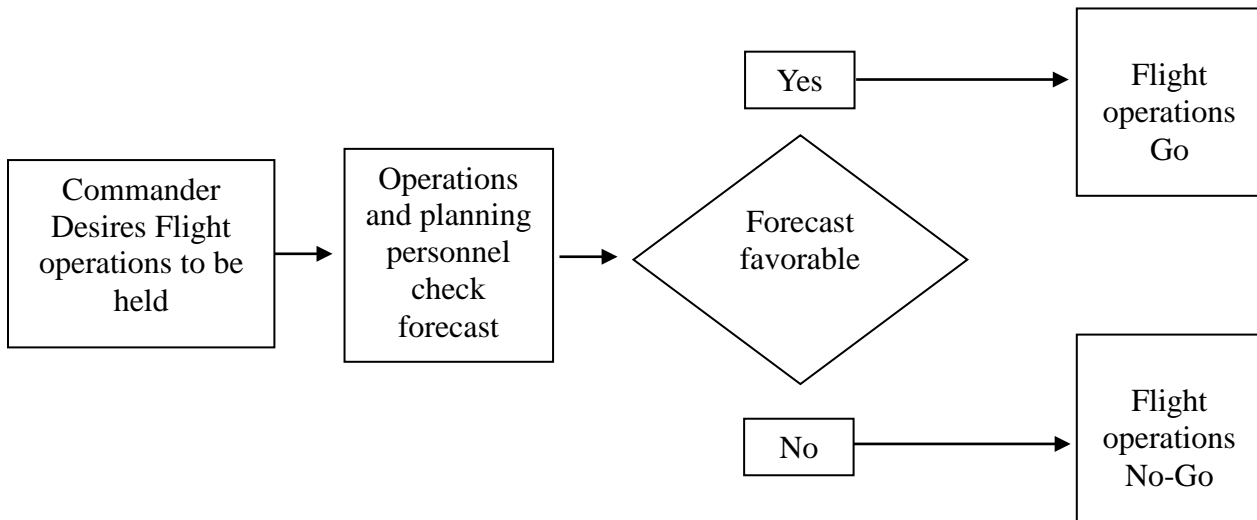 Commander
Desires Flight
operations to be
held
Operations
and planning
personnel
check
forecast
Forecast
favorable
Yes
Flight
operations
Go
No
Flight
operations
No-Go